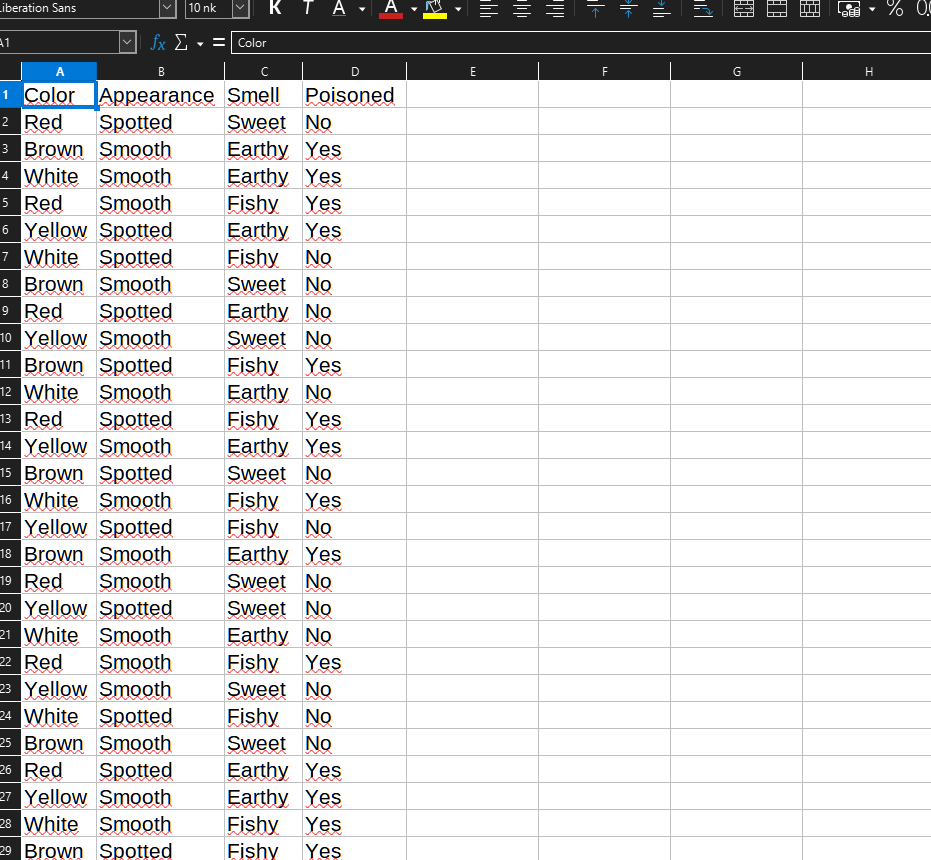 Liberation Sans 10 nk K T A A %
A1 fx Σ = Color
A B C D E F G H
1 Color Appearance Smell Poisoned
2 Red Spotted Sweet No
3 Brown Smooth Earthy Yes
4 White Smooth Earthy Yes
5 Red Smooth Fishy Yes
6 Yellow Spotted Earthy Yes
7 White Spotted Fishy No
8 Brown Smooth Sweet No
9 Red Spotted Earthy No
10 Yellow Smooth Sweet No
11 Brown Spotted Fishy Yes
12 White Smooth Earthy No
13 Red Spotted Fishy Yes
14 Yellow Smooth Earthy Yes
15 Brown Spotted Sweet No
16 White Smooth Fishy Yes
17 Yellow Spotted Fishy No
18 Brown Smooth Earthy Yes
19 Red Smooth Sweet No
20 Yellow Spotted Sweet No
21 White Smooth Earthy No
22 Red Smooth Fishy Yes
23 Yellow Smooth Sweet No
24 White Spotted Fishy No
25 Brown Smooth Sweet No
26 Red Spotted Earthy Yes
27 Yellow Smooth Earthy Yes
28 White Smooth Fishy Yes
29 Brown Spotted Fishy Yes